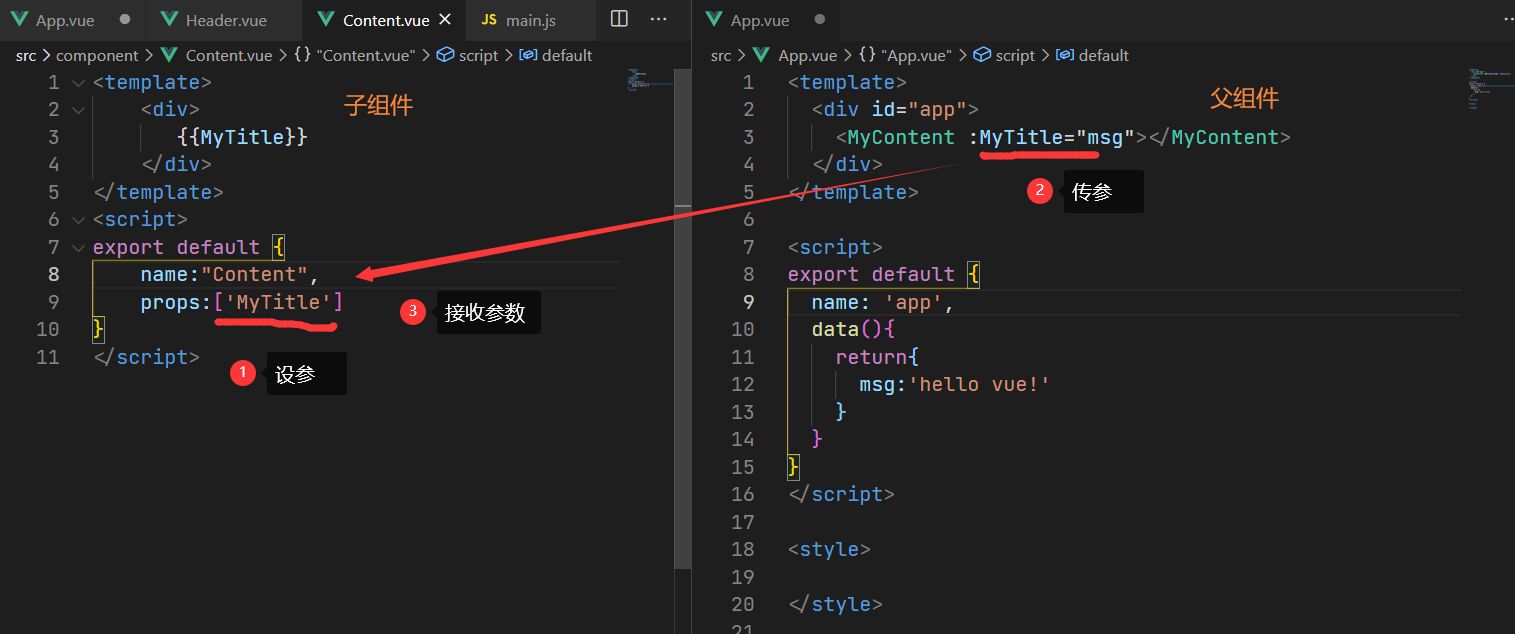 App.vue Header.vue Content.vue JS main.js
src component Content.vue {} "Content.vue" script default
1 <template>
2 <div>
子组件
3 {{MyTitle}}
4 </div>
5 </template>
6 <script>
7 export default {
8 name:"Content",
9 props:['MyTitle']
3 接收参数
10 }
11 </script>
1 设参
App.vue
src App.vue {} "App.vue" script default
1 <template>
父组件
2 <div id="app">
3 <MyContent :MyTitle="msg"></MyContent>
4 </div>
5 </template>
2 传参
6
7 <script>
8 export default {
9 name: 'app',
10 data(){
11 return{
12 msg:'hello vue!'
13 }
14 }
15 }
16 </script>
17
18 <style>
19
20 </style>
21